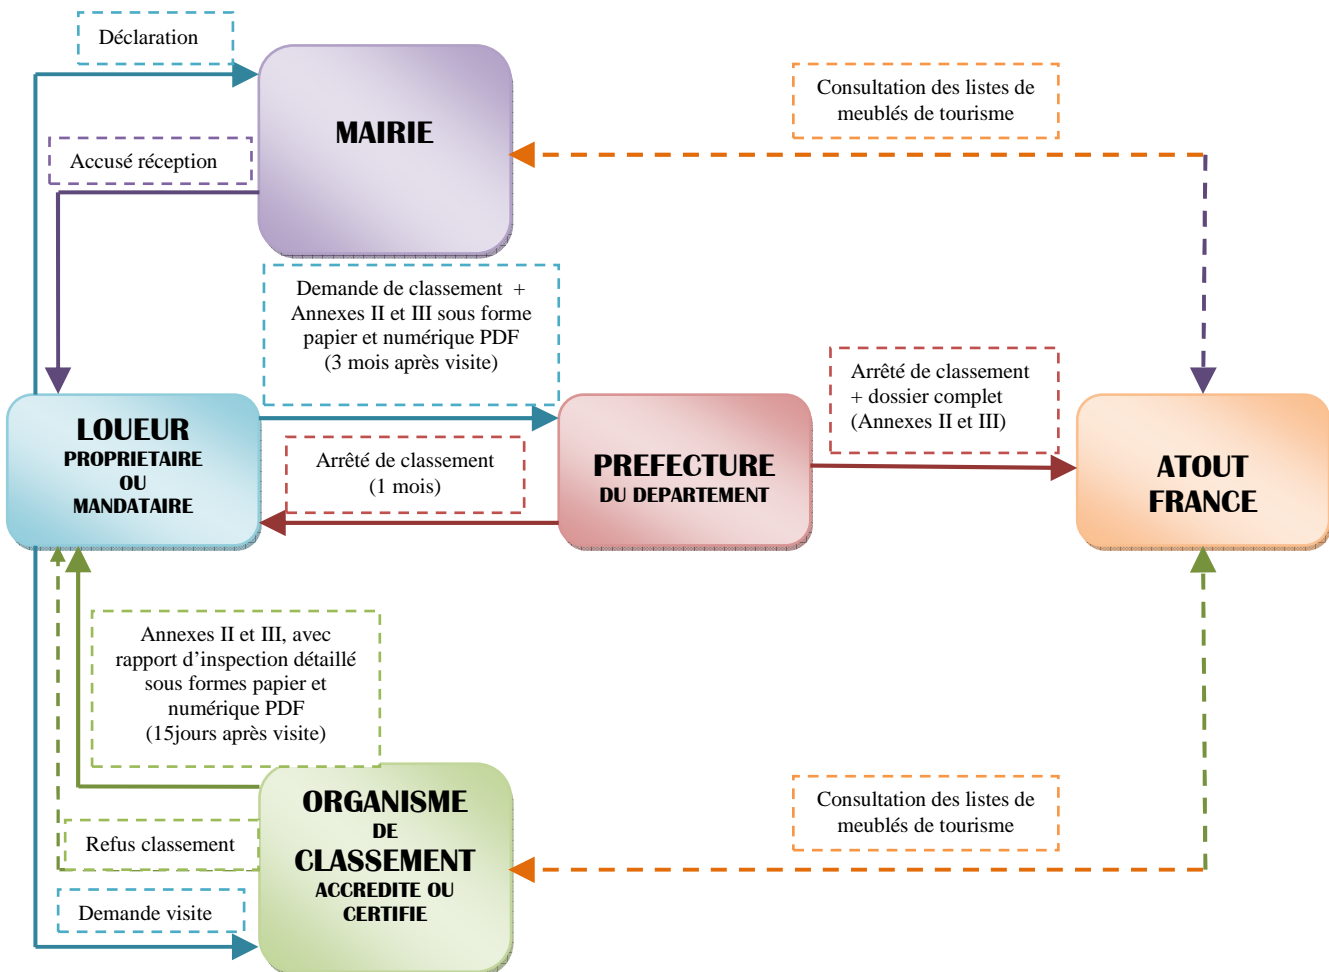 Déclaration
MAIRIE
Consultation des listes de
meublés de tourisme
Accusé réception
Demande de classement +
Annexes II et III sous forme
papier et numérique PDF
(3 mois après visite)
Arrêté de classement
+ dossier complet
(Annexes II et III)
LOUEUR
PROPRIETAIRE
OU
MANDATAIRE
Arrêté de classement
(1 mois)
PREFECTURE
DU DEPARTEMENT
ATOUT
FRANCE
Annexes II et III, avec
rapport d’inspection détaillé
sous formes papier et
numérique PDF
(15jours après visite)
ORGANISME
DE
CLASSEMENT
ACCREDITE OU
CERTIFIE
Consultation des listes de
meublés de tourisme
Refus classement
Demande visite